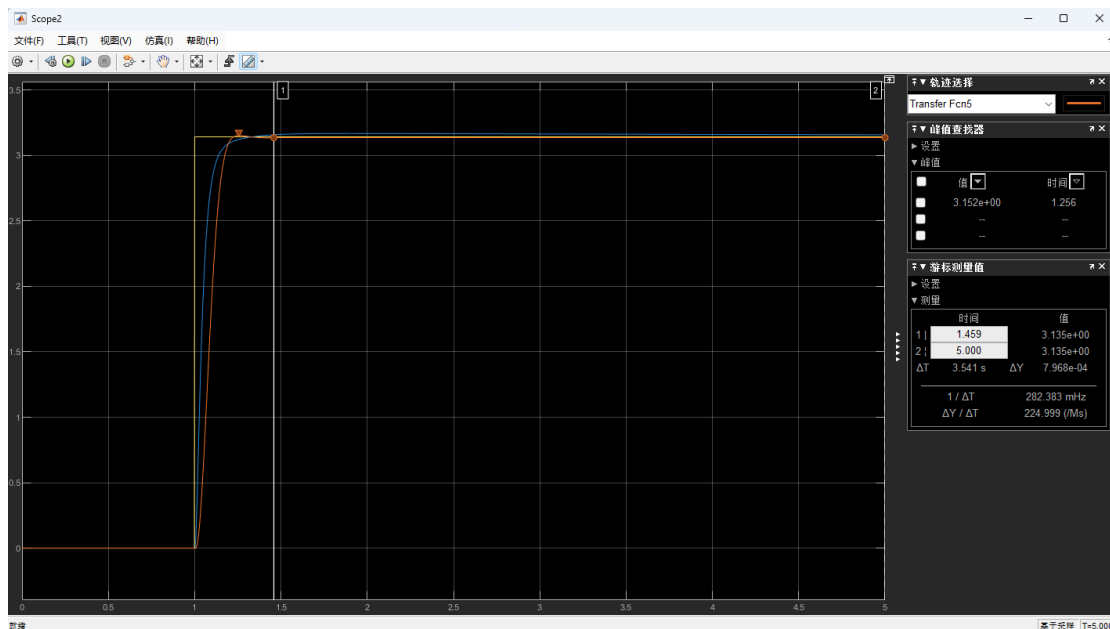 Scope2
文件(F) 工具(T) 视图(V) 仿真(I) 帮助(H)
3.5
3
2.5
2
1.5
1
0.5
0
1
2
0 0.5 1 1.5 2 2.5 3 3.5 4 4.5 5
轨迹选择
Transfer Fcn5
峰值查找器
设置
峰值
值 时间
3.152e+00 1.256
-- --
-- --
游标测量值
设置
测量
时间 值
1 | 1.459 3.135e+00
2 ¦ 5.000 3.135e+00
ΔT 3.541 s ΔY 7.968e-04
1 / ΔT 282.383 mHz
ΔY / ΔT 224.999 (/Ms)
就绪
基于采样 T=5.000